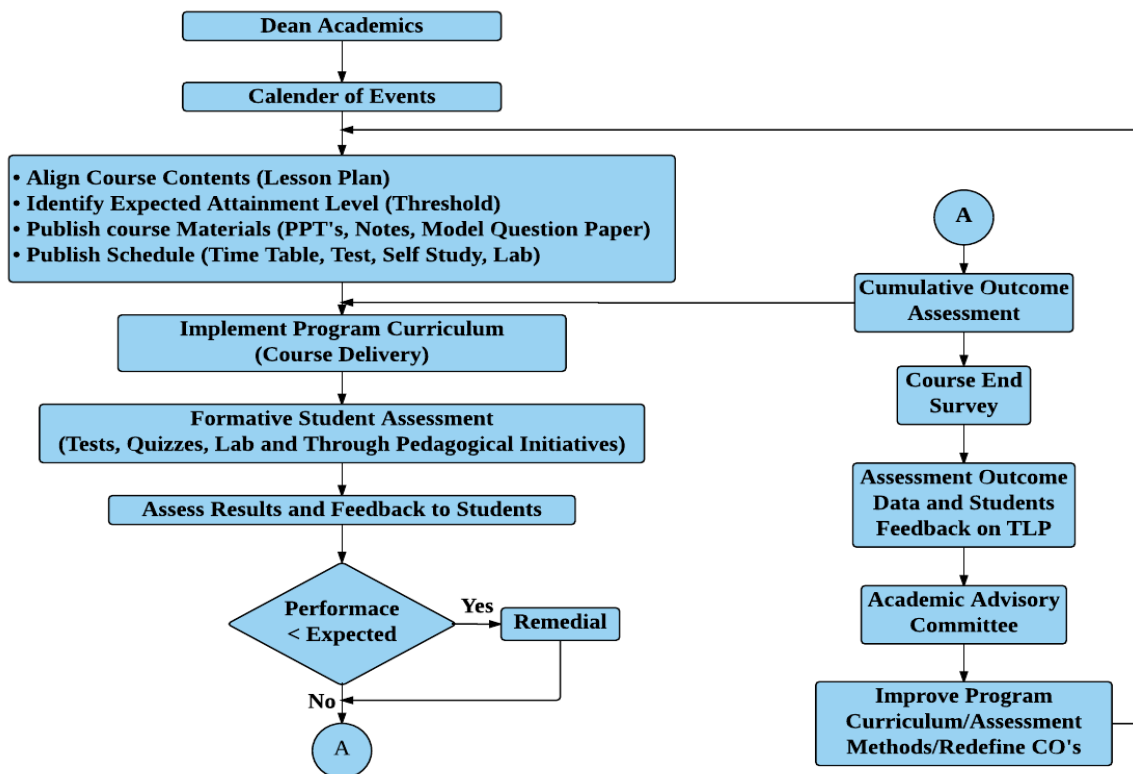 Dean Academics
Calender of Events
• Align Course Contents (Lesson Plan)
• Identify Expected Attainment Level (Threshold)
• Publish course Materials (PPT's, Notes, Model Question Paper)
• Publish Schedule (Time Table, Test, Self Study, Lab)
Implement Program Curriculum
(Course Delivery)
Formative Student Assessment
(Tests, Quizzes, Lab and Through Pedagogical Initiatives)
Assess Results and Feedback to Students
Performace
< Expected
Yes
Remedial
No
A
A
Cumulative Outcome
Assessment
Course End
Survey
Assessment Outcome
Data and Students
Feedback on TLP
Academic Advisory
Committee
Improve Program
Curriculum/Assessment
Methods/Redefine CO's